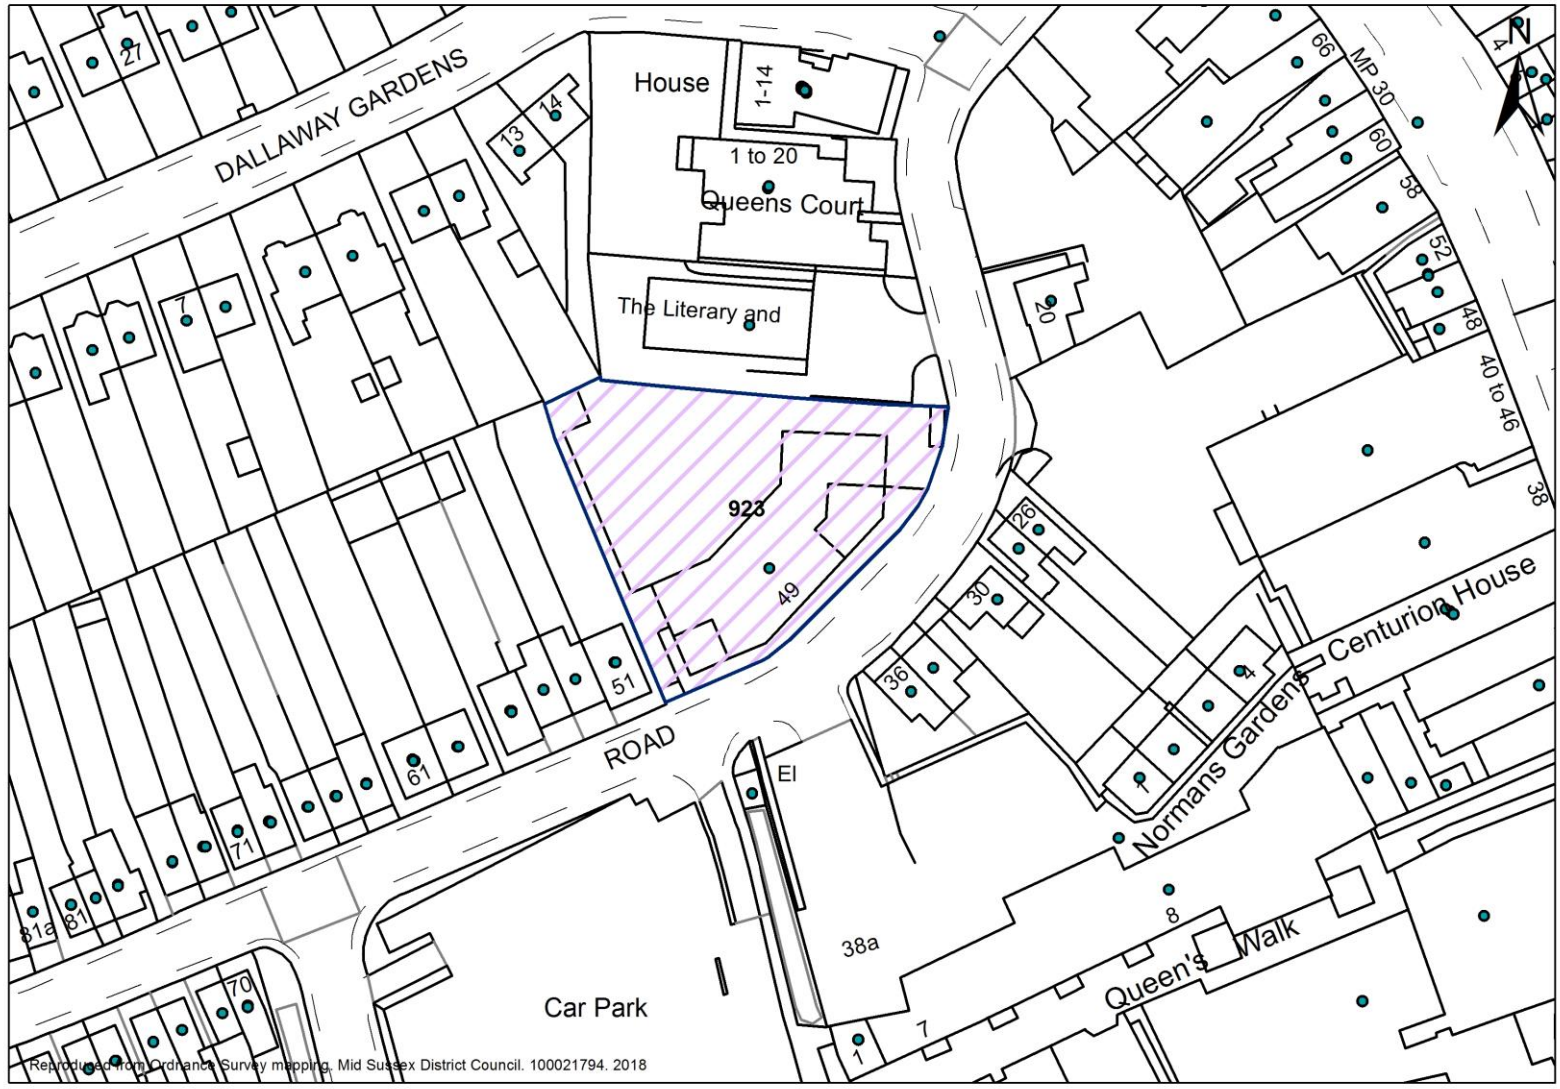 27
DALLAWAY GARDENS
14
13
House
1-14
1 to 20
Queens Court
66
MP 30
60
4
N
58
52
48
40 to 46
38
7
The Literary and
20
923
49
26
30
36
51
ROAD
61
71
81
81a
70
El
Centurion House
4
1
Normans Gardens
8
Queen's Walk
38a
7
1
Car Park
Reproduced from Ordnance Survey mapping. Mid Sussex District Council. 100021794. 2018